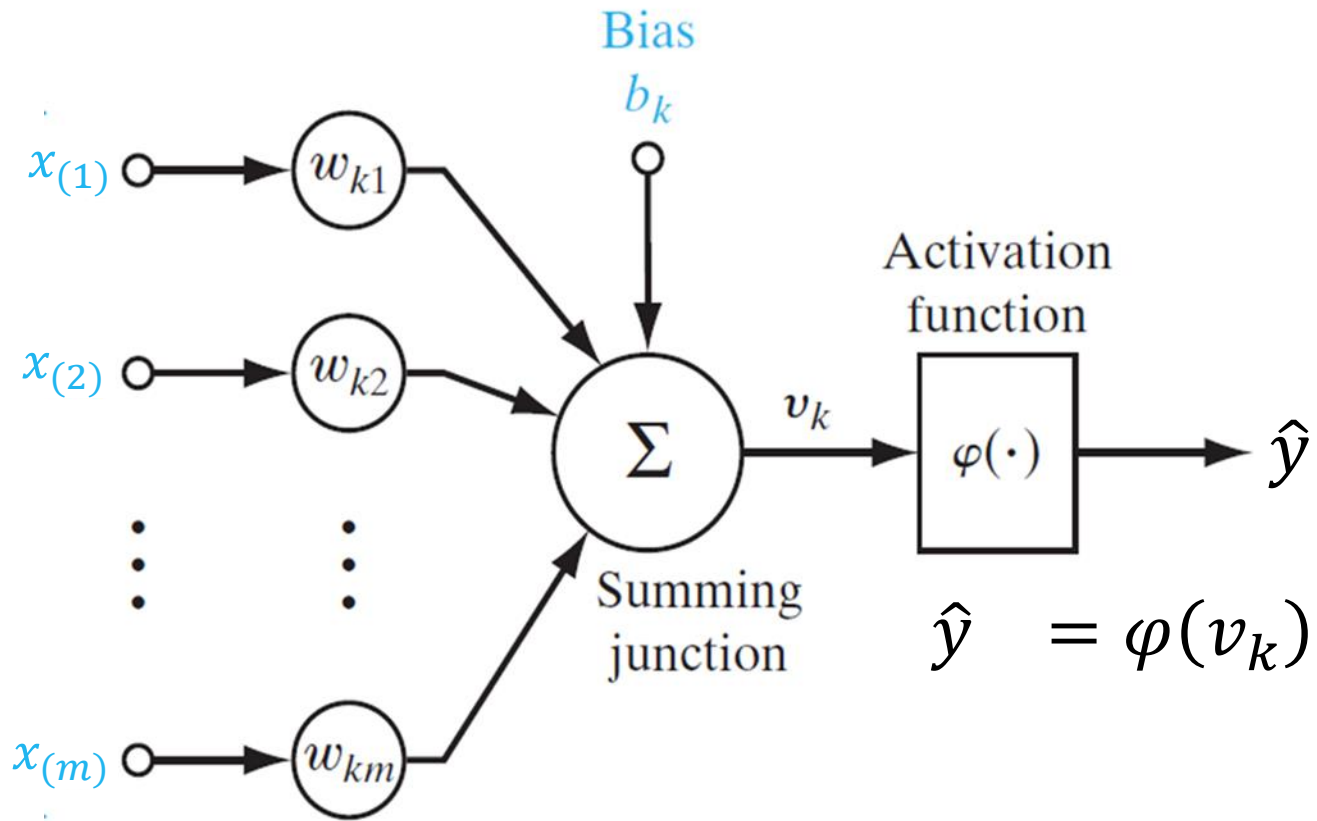 Bias
b_k
x_(1)
w_k1
x_(2)
w_k2
x_(m)
w_km
Σ
Summing
junction
v_k
Activation
function
φ(·)
ŷ
ŷ = φ(v_k)